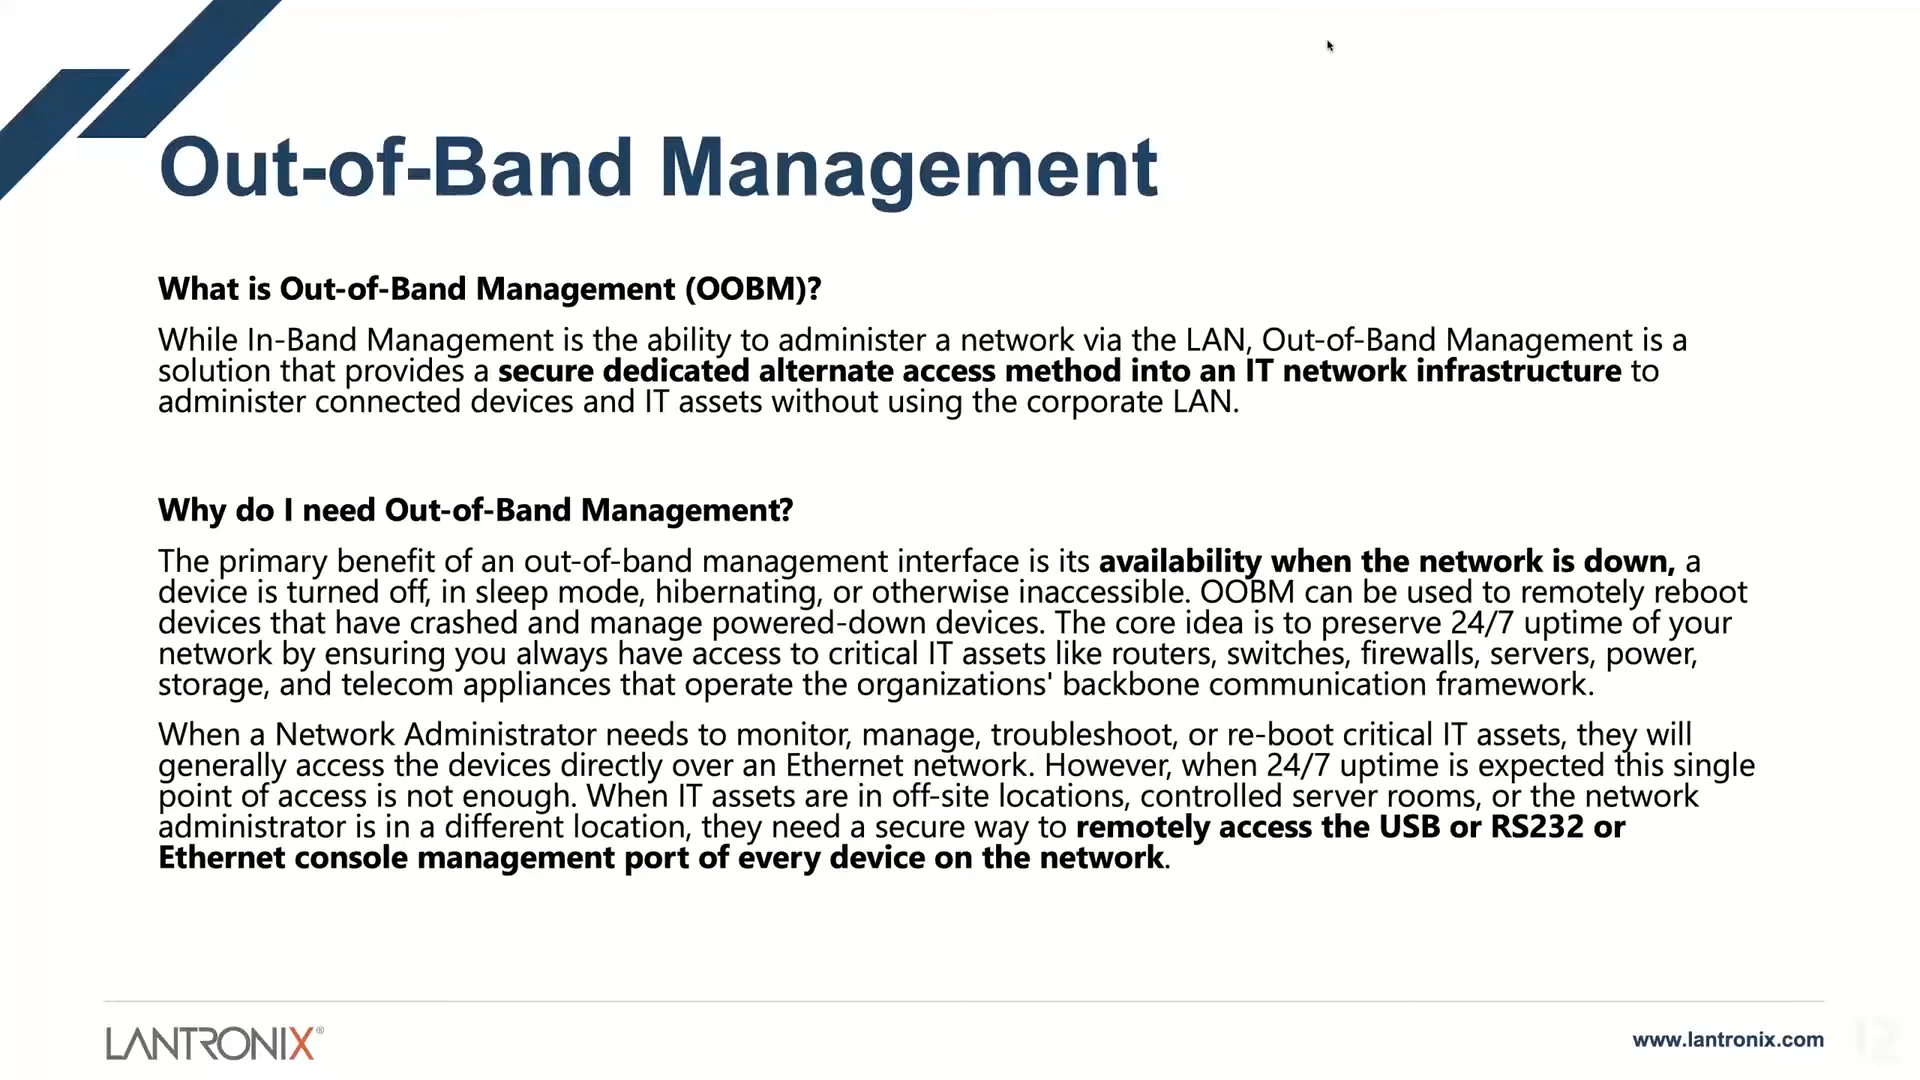 Out-of-Band Management
What is Out-of-Band Management (OOBM)?
While In-Band Management is the ability to administer a network via the LAN, Out-of-Band Management is a
solution that provides a secure dedicated alternate access method into an IT network infrastructure to
administer connected devices and IT assets without using the corporate LAN.
Why do I need Out-of-Band Management?
The primary benefit of an out-of-band management interface is its availability when the network is down, a
device is turned off, in sleep mode, hibernating, or otherwise inaccessible. OOBM can be used to remotely reboot
devices that have crashed and manage powered-down devices. The core idea is to preserve 24/7 uptime of your
network by ensuring you always have access to critical IT assets like routers, switches, firewalls, servers, power,
storage, and telecom appliances that operate the organizations' backbone communication framework.
When a Network Administrator needs to monitor, manage, troubleshoot, or re-boot critical IT assets, they will
generally access the devices directly over an Ethernet network. However, when 24/7 uptime is expected this single
point of access is not enough. When IT assets are in off-site locations, controlled server rooms, or the network
administrator is in a different location, they need a secure way to remotely access the USB or RS232 or
Ethernet console management port of every device on the network.
LANTRONIX®
www.lantronix.com
12